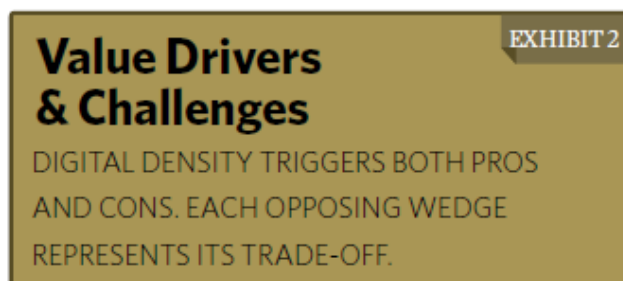 EXHIBIT 2
Value Drivers
& Challenges
DIGITAL DENSITY TRIGGERS BOTH PROS
AND CONS. EACH OPPOSING WEDGE
REPRESENTS ITS TRADE-OFF.